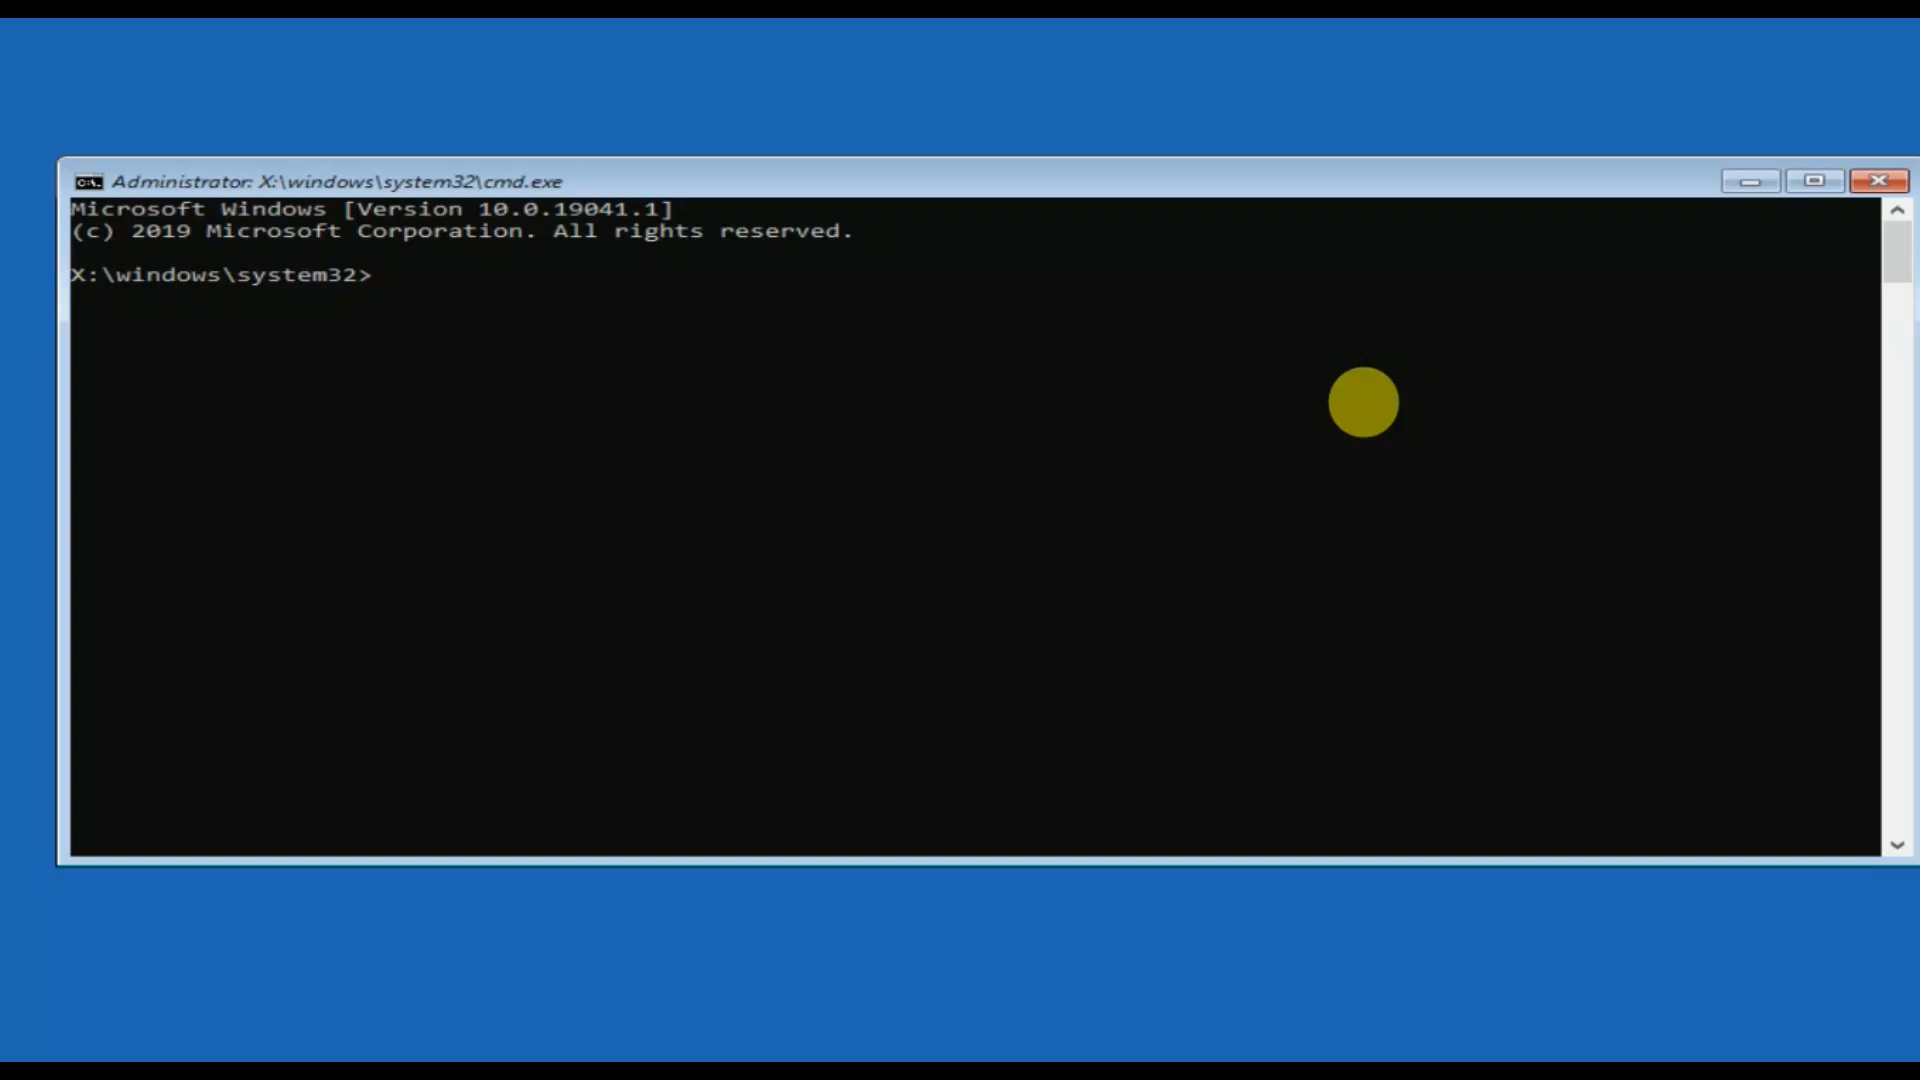 Administrator: X:\windows\system32\cmd.exe
Microsoft Windows [Version 10.0.19041.1]
(c) 2019 Microsoft Corporation. All rights reserved.
X:\windows\system32>